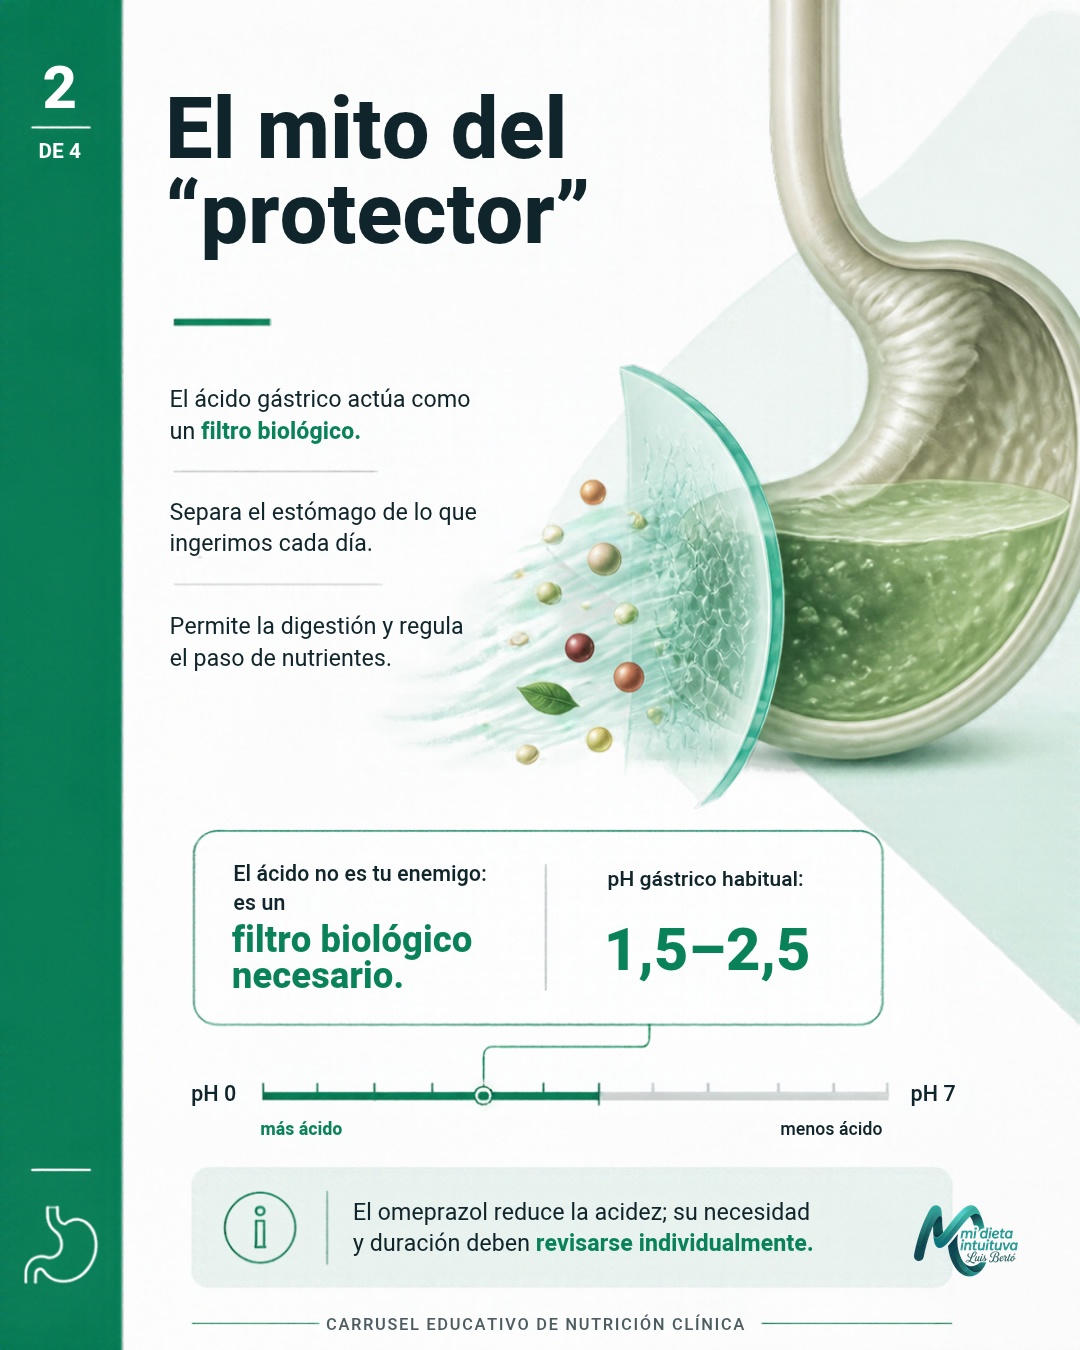 2
DE 4
El mito del
“protector”
El ácido gástrico actúa como
un filtro biológico.
Separa el estómago de lo que
ingerimos cada día.
Permite la digestión y regula
el paso de nutrientes.
El ácido no es tu enemigo:
es un
filtro biológico
necesario.
pH gástrico habitual:
1,5–2,5
pH 0
pH 7
más ácido
menos ácido
El omeprazol reduce la acidez; su necesidad
y duración deben revisarse individualmente.
mi dieta
intuituva
Luis Bertó
CARRUSEL EDUCATIVO DE NUTRICIÓN CLÍNICA